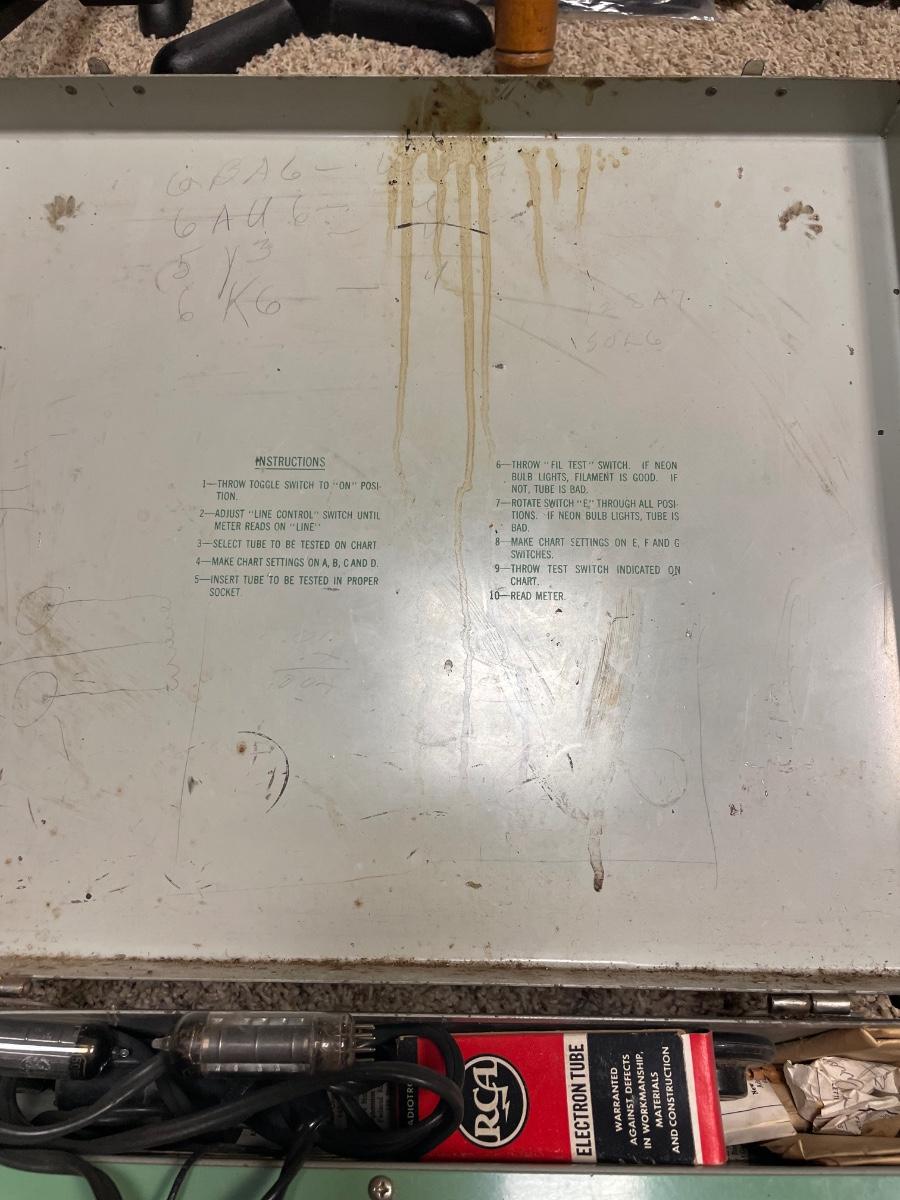 6BA6 -
6AU6 =
5Y3
6K6 - - 4
12SA7
50L6
INSTRUCTIONS
1—THROW TOGGLE SWITCH TO "ON" POSI-
TION.
2—ADJUST "LINE CONTROL" SWITCH UNTIL
METER READS ON "LINE"
3—SELECT TUBE TO BE TESTED ON CHART
4—MAKE CHART SETTINGS ON A, B, C AND D.
5—INSERT TUBE TO BE TESTED IN PROPER
SOCKET.
6—THROW "FIL TEST" SWITCH. IF NEON
BULB LIGHTS, FILAMENT IS GOOD. IF
NOT, TUBE IS BAD.
7—ROTATE SWITCH "E" THROUGH ALL POSI-
TIONS. IF NEON BULB LIGHTS, TUBE IS
BAD.
8—MAKE CHART SETTINGS ON E, F AND G
SWITCHES.
9—THROW TEST SWITCH INDICATED ON
CHART.
10—READ METER.
RCA
ELECTRON TUBE
WARRANTED
AGAINST DEFECTS
IN WORKMANSHIP,
MATERIALS
AND CONSTRUCTION